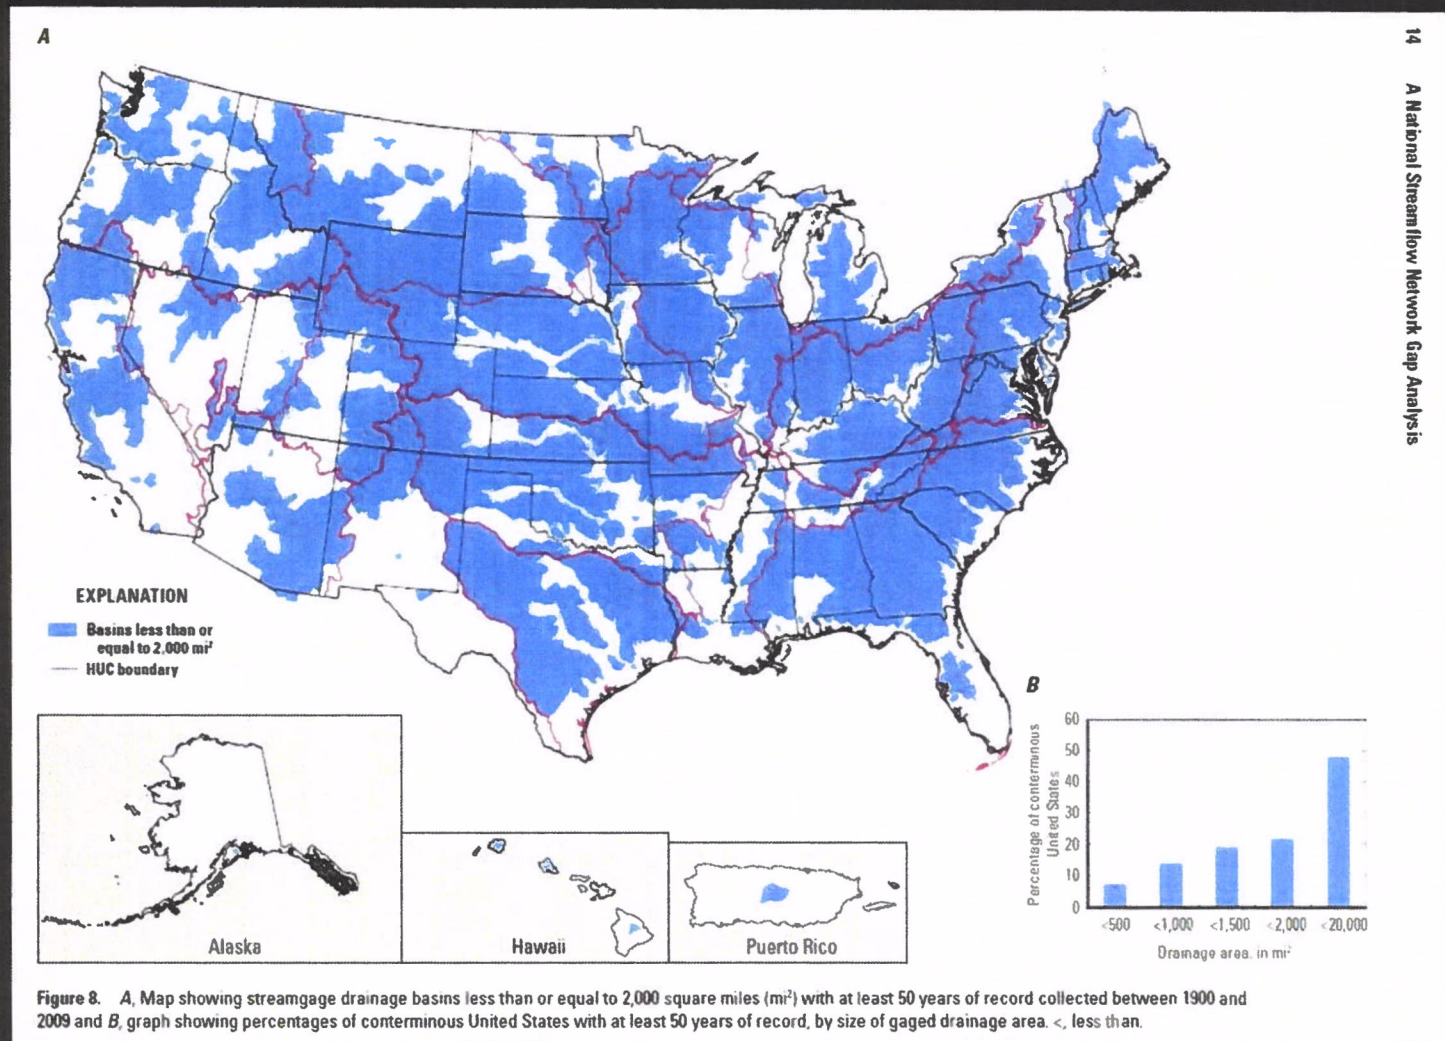 14 A National Streamflow Network Gap Analysis
A
EXPLANATION
Basins less than or
equal to 2,000 mi²
HUC boundary
Alaska
Hawaii
Puerto Rico
B
Percentage of conterminous
United States
60
50
40
30
20
10
0
<500 <1,000 <1,500 <2,000 <20,000
Drainage area, in mi²
Figure 8. A, Map showing streamgage drainage basins less than or equal to 2,000 square miles (mi²) with at least 50 years of record collected between 1900 and
2009 and B, graph showing percentages of conterminous United States with at least 50 years of record, by size of gaged drainage area. <, less than.